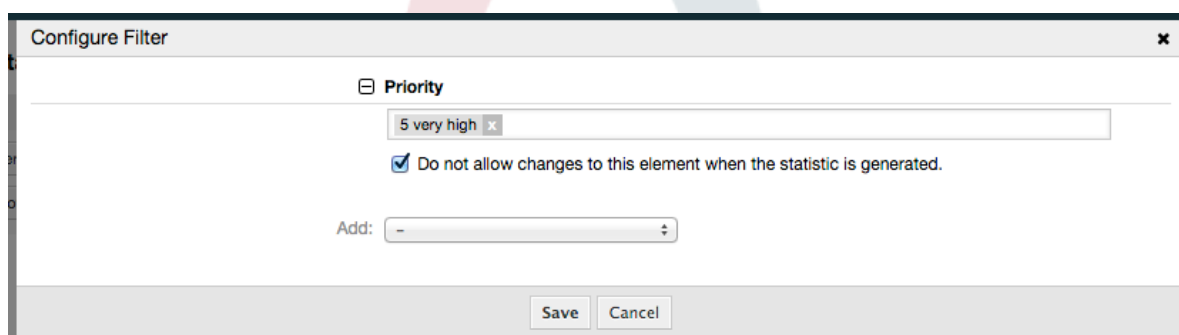 Configure Filter
Priority
5 very high x
Do not allow changes to this element when the statistic is generated.
Add: –
Save Cancel